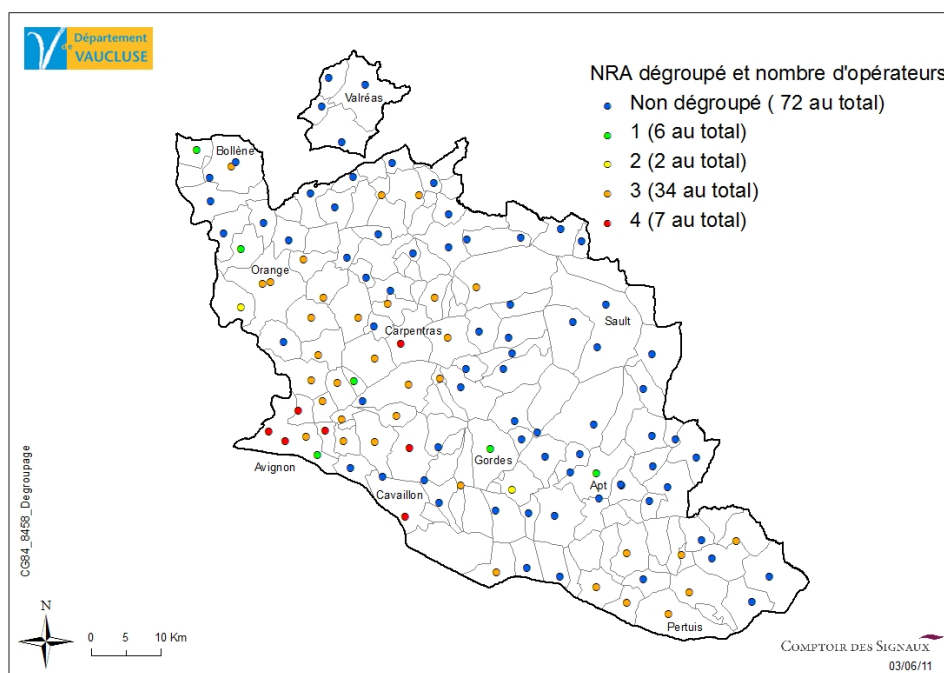 Département
de
VAUCLUSE
NRA dégroupé et nombre d'opérateurs
Non dégroupé ( 72 au total)
1 (6 au total)
2 (2 au total)
3 (34 au total)
4 (7 au total)
Valréas
Bollène
Orange
Sault
Carpentras
Gordes
Avignon
Apt
Cavaillon
Pertuis
CG84_8458_Degroupage
N
0 5 10 Km
COMPTOIR DES SIGNAUX
03/06/11